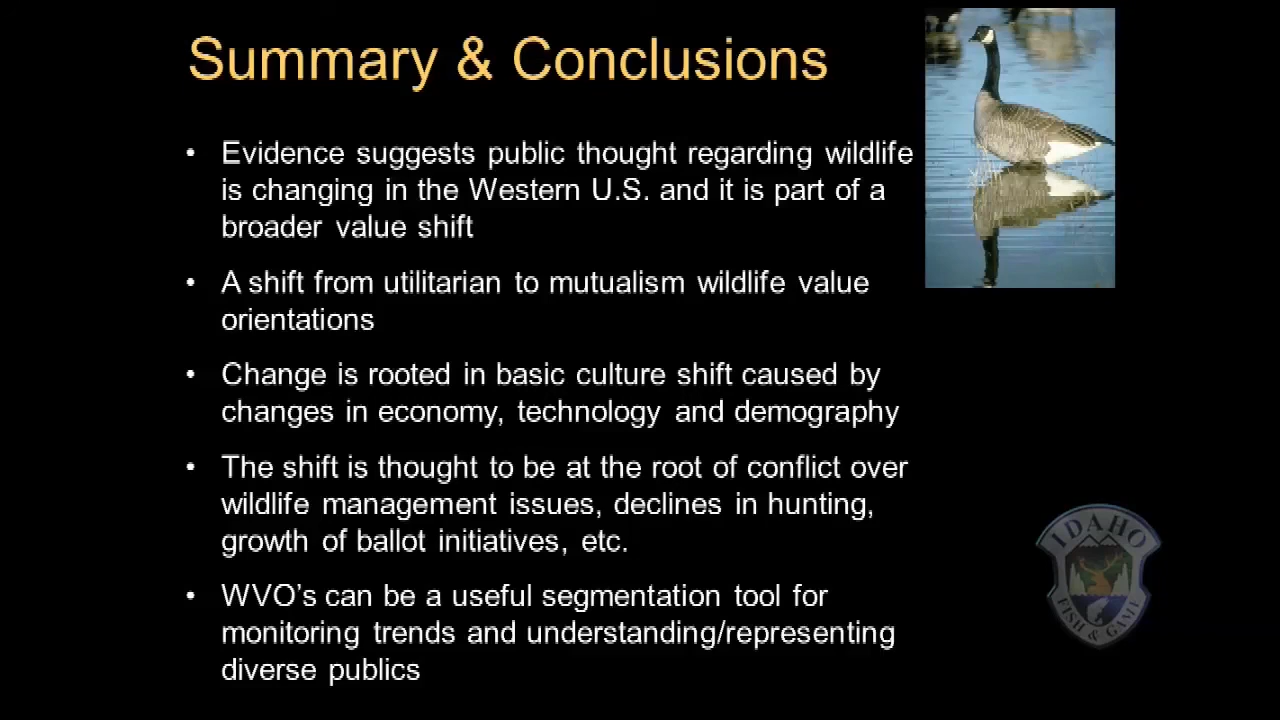 Summary & Conclusions
• Evidence suggests public thought regarding wildlife
is changing in the Western U.S. and it is part of a
broader value shift
• A shift from utilitarian to mutualism wildlife value
orientations
• Change is rooted in basic culture shift caused by
changes in economy, technology and demography
• The shift is thought to be at the root of conflict over
wildlife management issues, declines in hunting,
growth of ballot initiatives, etc.
• WVO’s can be a useful segmentation tool for
monitoring trends and understanding/representing
diverse publics
IDAHO
FISH & GAME